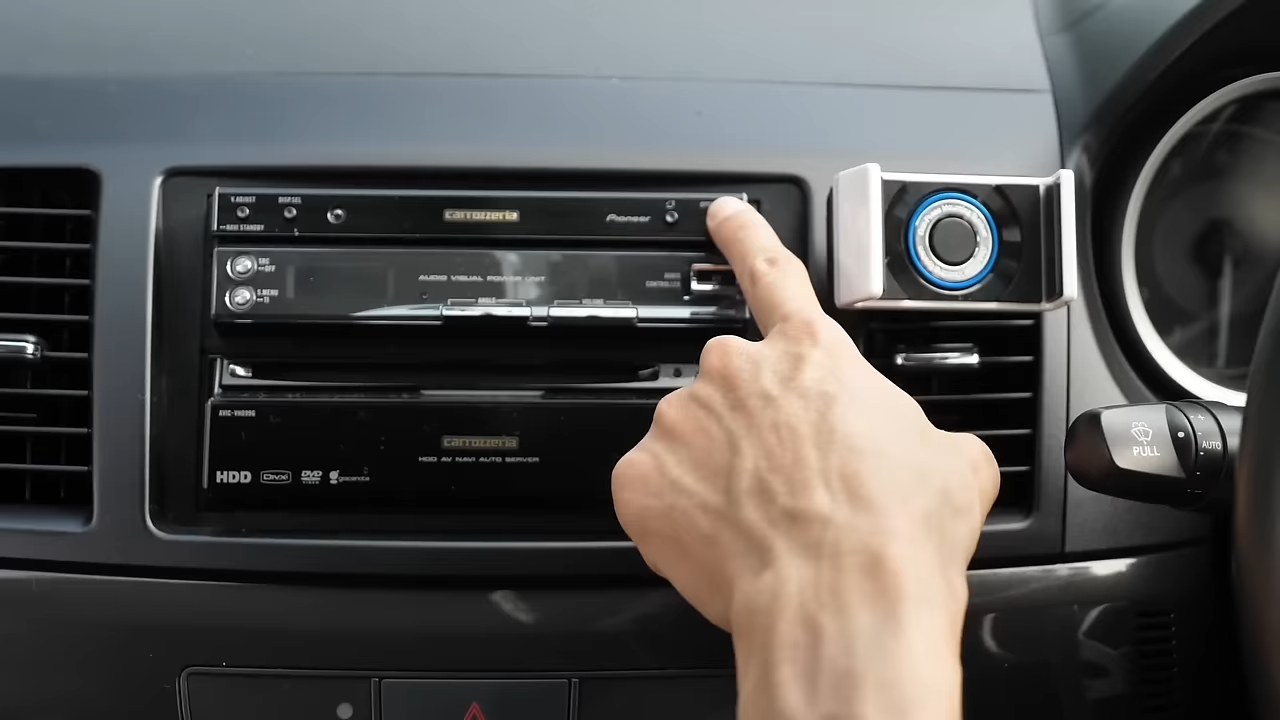 V.ADJUST
DISP.SEL
NAVI STANDBY
carrozzeria
Pioneer
SRC
OFF
AUDIO VISUAL POWER UNIT
AUDIO
CONTROLLER
S.MENU
ANGLE
VOLUME
AVIC-VH099G
carrozzeria
HDD AV NAVI AUTO SERVER
HDD DivX DVD VIDEO gracenote
PULL
AUTO